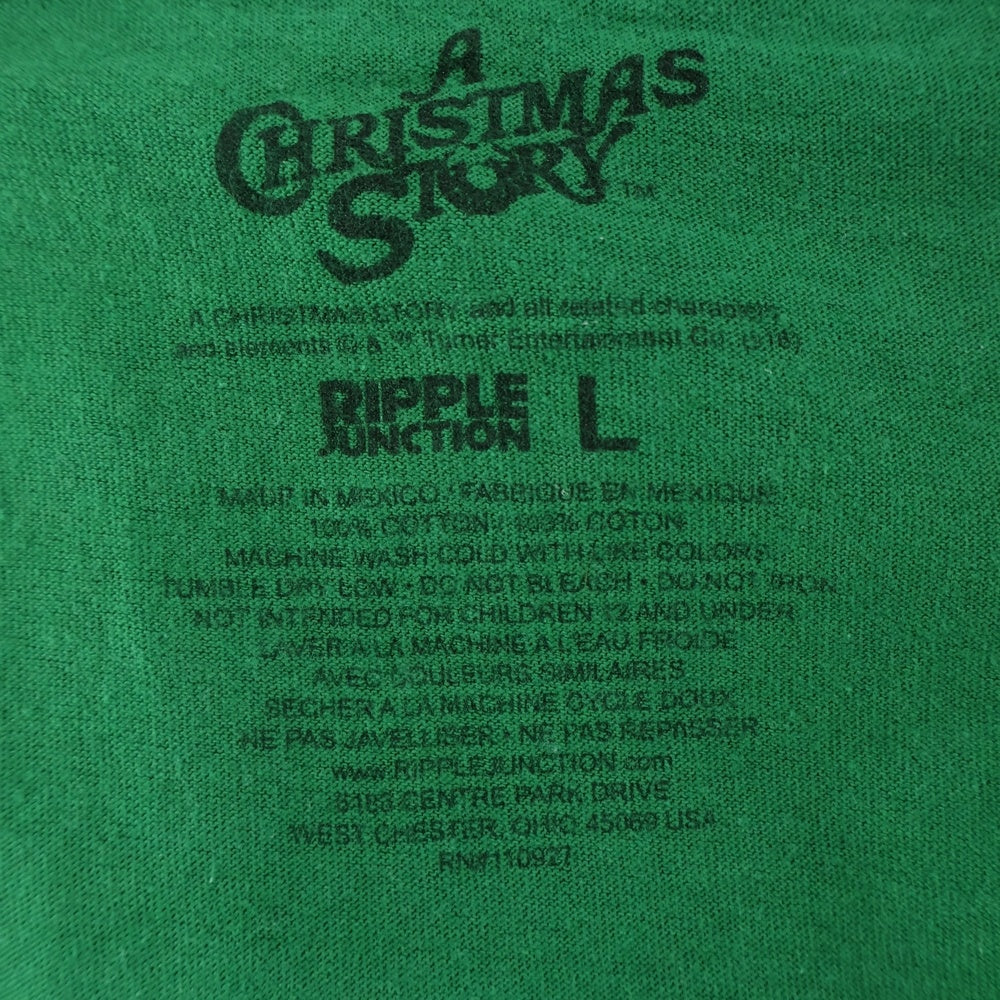 A
CHRISTMAS
STORY ™
A CHRISTMAS STORY and all related characters
and elements © & ™ Turner Entertainment Co. (s16)
RIPPLE
JUNCTION L
MADE IN MEXICO / FABRIQUE EN MEXIQUE
100% COTTON / 100% COTON
MACHINE WASH COLD WITH LIKE COLORS
TUMBLE DRY LOW • DO NOT BLEACH • DO NOT IRON
NOT INTENDED FOR CHILDREN 12 AND UNDER
LAVER A LA MACHINE A L'EAU FROIDE
AVEC COULEURS SIMILAIRES
SECHER A LA MACHINE CYCLE DOUX
NE PAS JAVELLISER • NE PAS REPASSER
www.RIPPLEJUNCTION.com
CENTRE PARK DRIVE
WEST CHESTER, OHIO 45069 USA
RN#110927